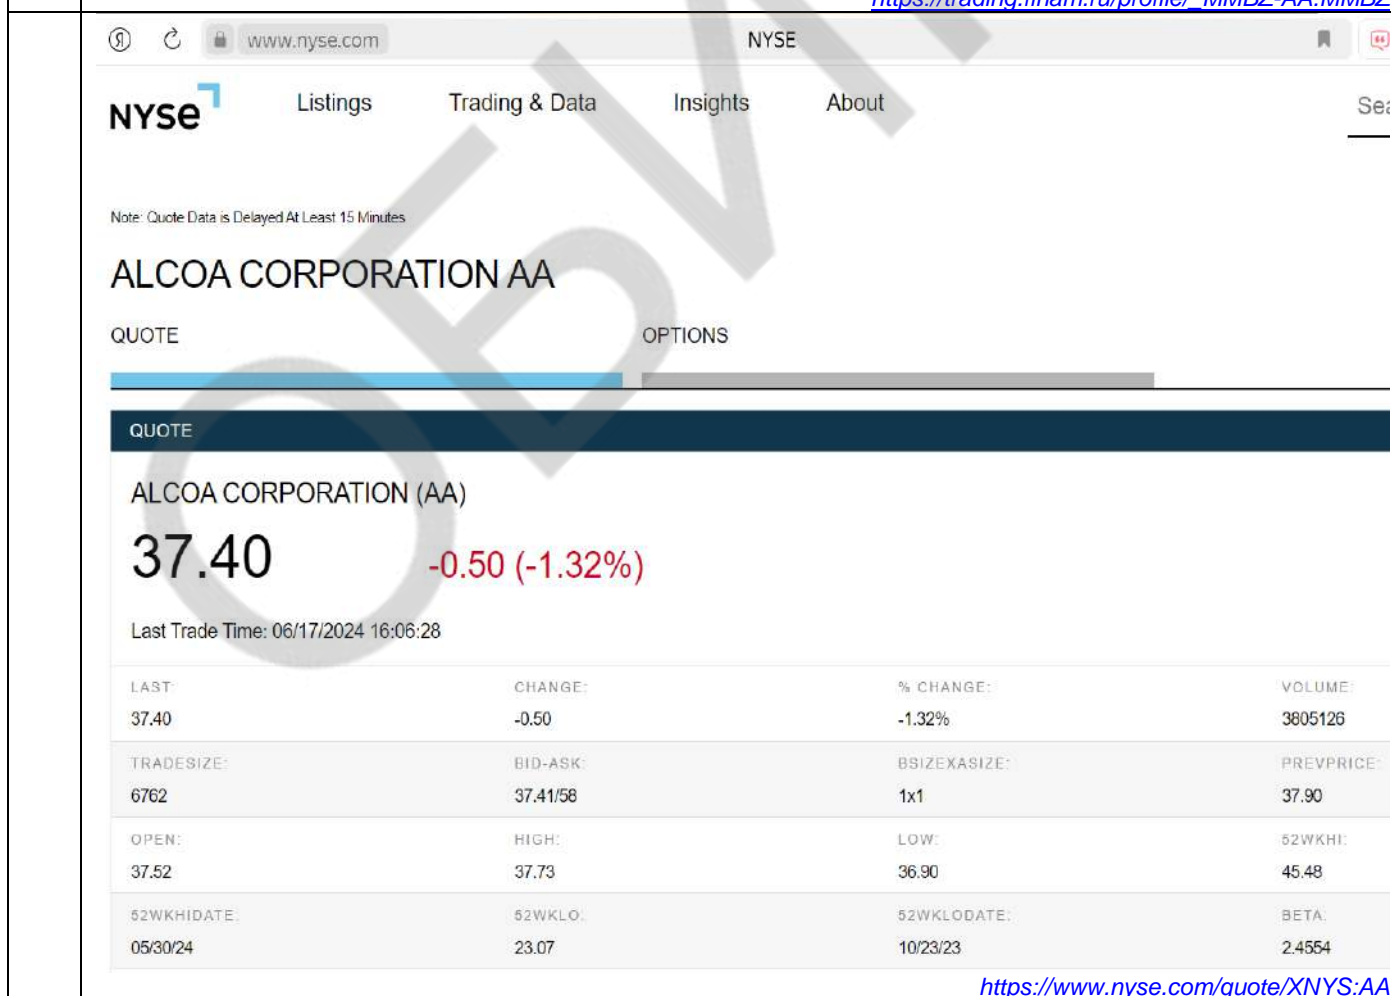 https://trading.finam.ru/profile/_MMBZ-AA.MMBZ
www.nyse.com NYSE
NYSE Listings Trading & Data Insights About Sea
Note: Quote Data is Delayed At Least 15 Minutes
ALCOA CORPORATION AA
QUOTE OPTIONS
QUOTE
ALCOA CORPORATION (AA)
37.40 -0.50 (-1.32%)
Last Trade Time: 06/17/2024 16:06:28
LAST: CHANGE: % CHANGE: VOLUME:
37.40 -0.50 -1.32% 3805126
TRADESIZE: BID-ASK: BSIZEXASIZE: PREVPRICE:
6762 37.41/58 1x1 37.90
OPEN: HIGH: LOW: 52WKHI:
37.52 37.73 36.90 45.48
52WKHIDATE: 52WKLO: 52WKLODATE: BETA:
05/30/24 23.07 10/23/23 2.4554
https://www.nyse.com/quote/XNYS:AA